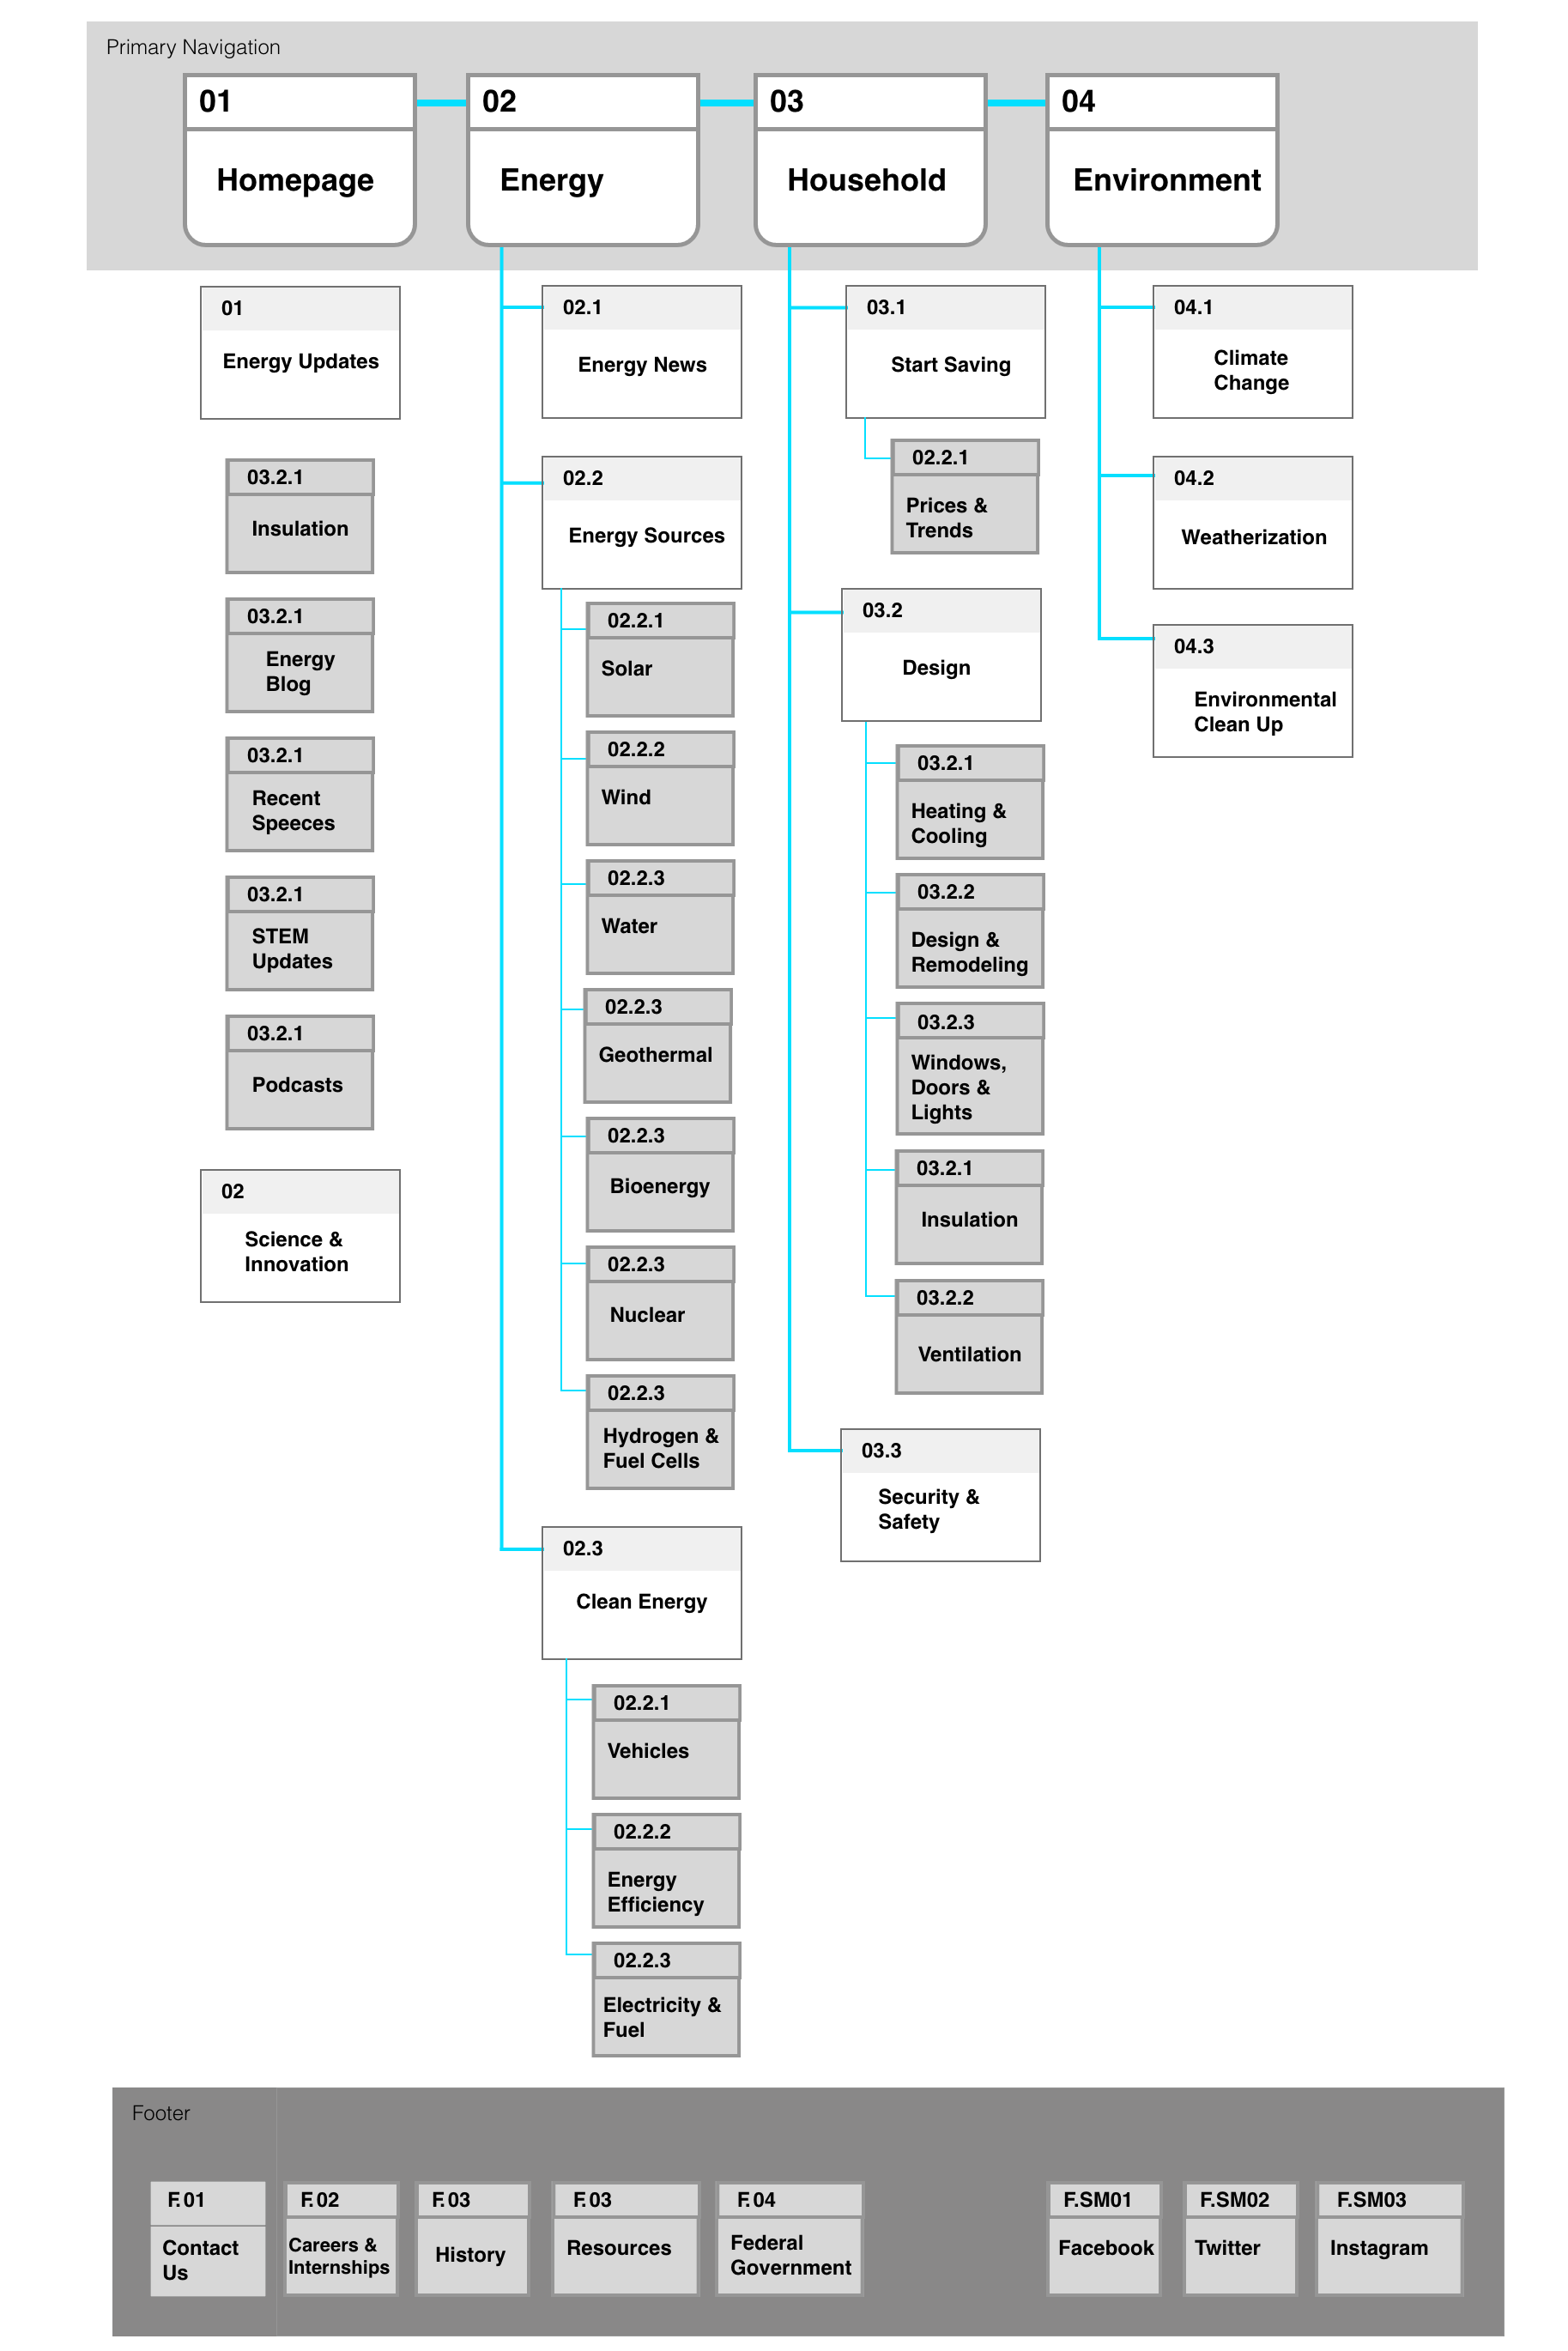 Primary Navigation
01
Homepage
02
Energy
03
Household
04
Environment
01
Energy Updates
03.2.1
Insulation
03.2.1
Energy
Blog
03.2.1
Recent
Speeces
03.2.1
STEM
Updates
03.2.1
Podcasts
02
Science &
Innovation
02.1
Energy News
02.2
Energy Sources
02.2.1
Solar
02.2.2
Wind
02.2.3
Water
02.2.3
Geothermal
02.2.3
Bioenergy
02.2.3
Nuclear
02.2.3
Hydrogen &
Fuel Cells
02.3
Clean Energy
02.2.1
Vehicles
02.2.2
Energy
Efficiency
02.2.3
Electricity &
Fuel
03.1
Start Saving
02.2.1
Prices &
Trends
03.2
Design
03.2.1
Heating &
Cooling
03.2.2
Design &
Remodeling
03.2.3
Windows,
Doors &
Lights
03.2.1
Insulation
03.2.2
Ventilation
03.3
Security &
Safety
04.1
Climate
Change
04.2
Weatherization
04.3
Environmental
Clean Up
Footer
F.01
Contact
Us
F.02
Careers &
Internships
F.03
History
F.03
Resources
F.04
Federal
Government
F.SM01
Facebook
F.SM02
Twitter
F.SM03
Instagram